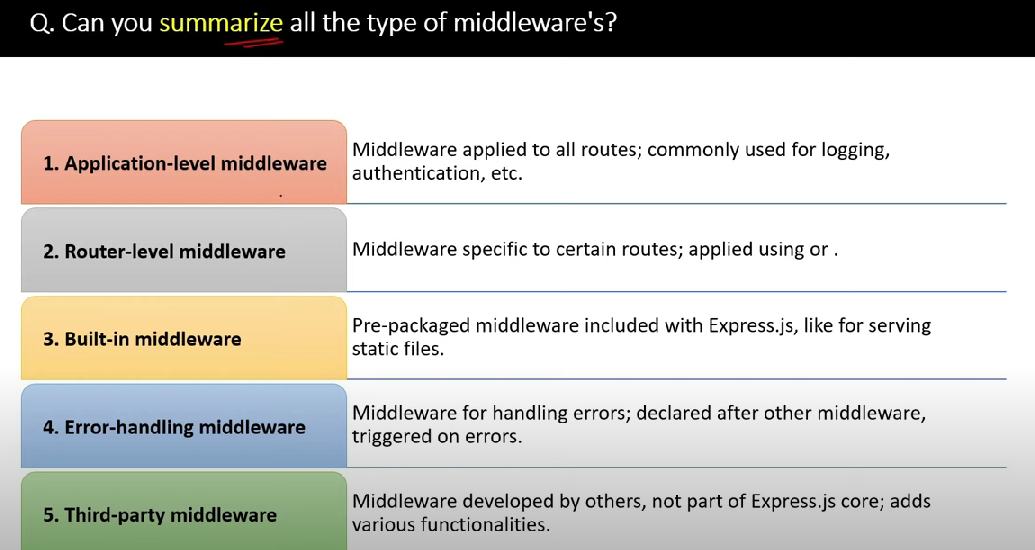 Q. Can you summarize all the type of middleware's?
1. Application-level middleware
Middleware applied to all routes; commonly used for logging,
authentication, etc.
2. Router-level middleware
Middleware specific to certain routes; applied using or .
3. Built-in middleware
Pre-packaged middleware included with Express.js, like for serving
static files.
4. Error-handling middleware
Middleware for handling errors; declared after other middleware,
triggered on errors.
5. Third-party middleware
Middleware developed by others, not part of Express.js core; adds
various functionalities.